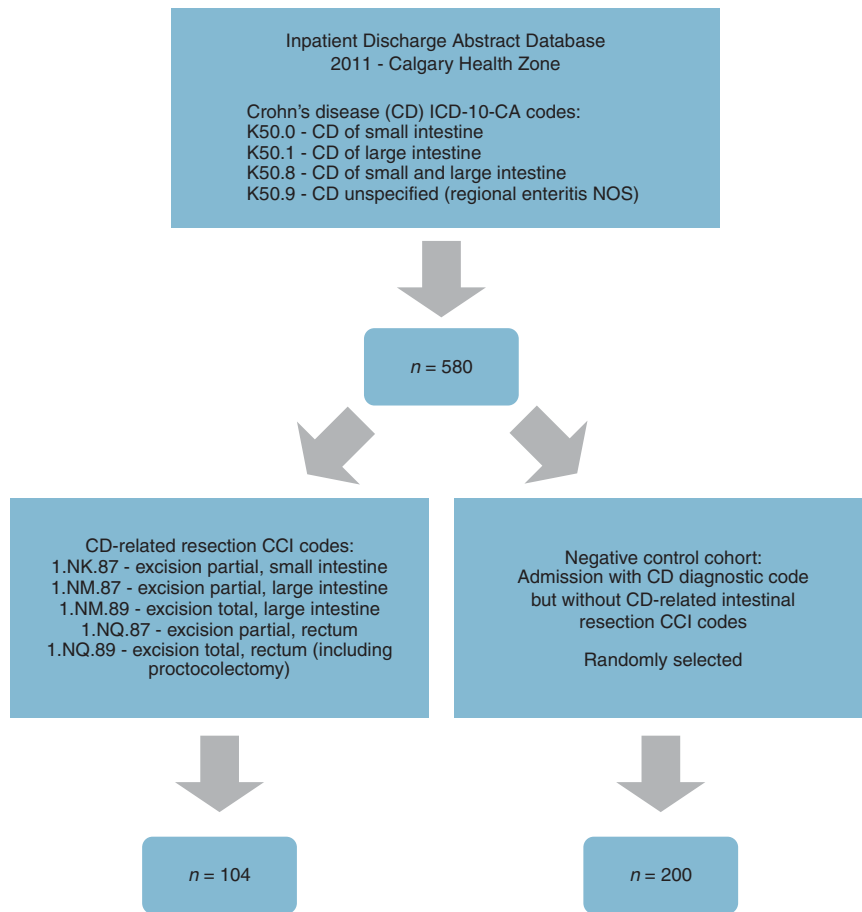 Inpatient Discharge Abstract Database
2011 - Calgary Health Zone
Crohn's disease (CD) ICD-10-CA codes:
K50.0 - CD of small intestine
K50.1 - CD of large intestine
K50.8 - CD of small and large intestine
K50.9 - CD unspecified (regional enteritis NOS)
n = 580
CD-related resection CCI codes:
1.NK.87 - excision partial, small intestine
1.NM.87 - excision partial, large intestine
1.NM.89 - excision total, large intestine
1.NQ.87 - excision partial, rectum
1.NQ.89 - excision total, rectum (including
proctocolectomy)
Negative control cohort:
Admission with CD diagnostic code
but without CD-related intestinal
resection CCI codes
Randomly selected
n = 104
n = 200